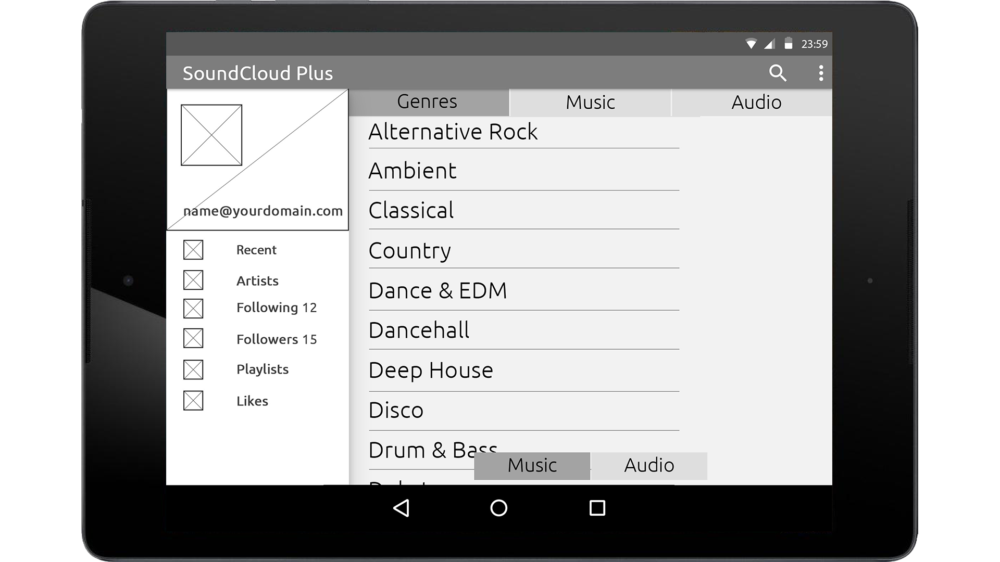 23:59
SoundCloud Plus
Genres
Music
Audio
name@yourdomain.com
Recent
Artists
Following 12
Followers 15
Playlists
Likes
Alternative Rock
Ambient
Classical
Country
Dance & EDM
Dancehall
Deep House
Disco
Drum & Bass
Music
Audio